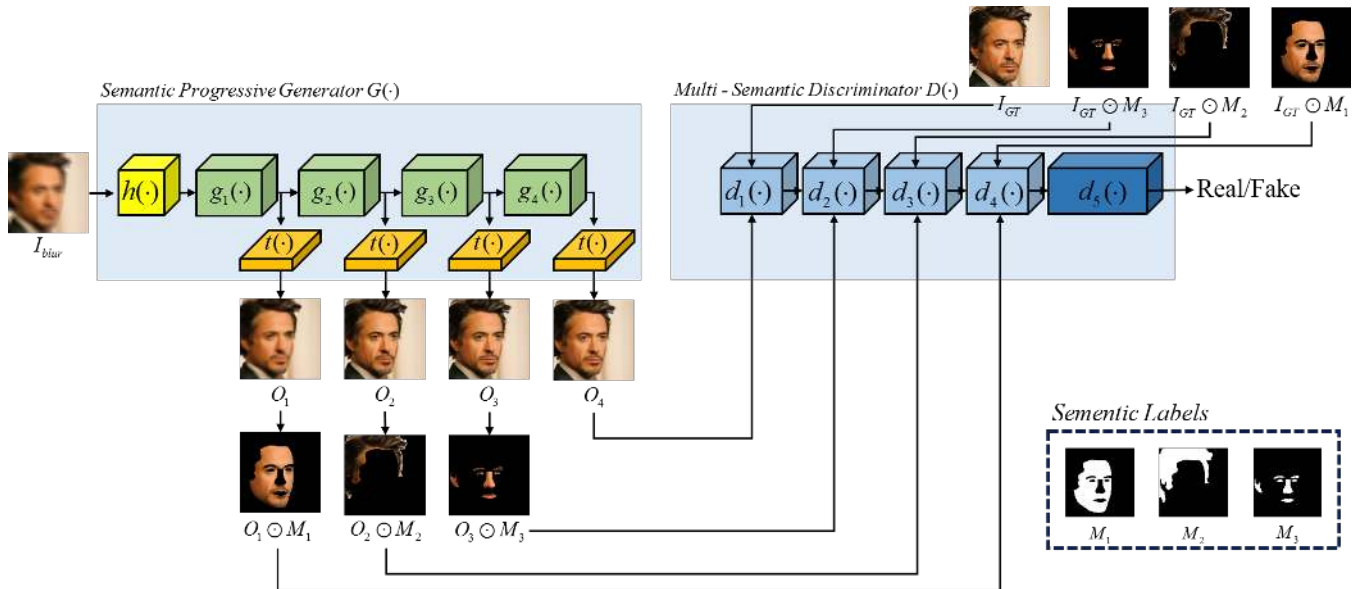 Semantic Progressive Generator G(·)
Multi - Semantic Discriminator D(·)
I_GT
I_GT ⊙ M_3
I_GT ⊙ M_2
I_GT ⊙ M_1
h(·)
g_1(·)
g_2(·)
g_3(·)
g_4(·)
d_1(·)
d_2(·)
d_3(·)
d_4(·)
d_5(·)
Real/Fake
I_blur
t(·)
t(·)
t(·)
t(·)
O_1
O_2
O_3
O_4
Sementic Labels
O_1 ⊙ M_1
O_2 ⊙ M_2
O_3 ⊙ M_3
M_1
M_2
M_3